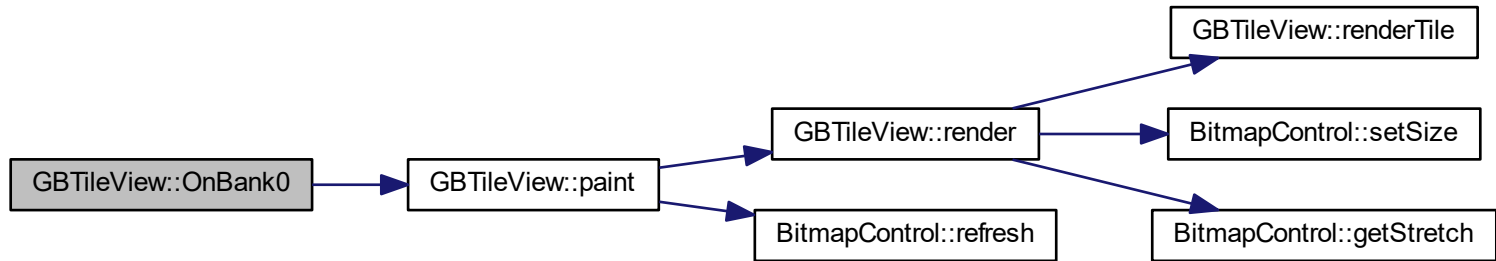 GBTileView::OnBank0
GBTileView::paint
GBTileView::render
BitmapControl::refresh
GBTileView::renderTile
BitmapControl::setSize
BitmapControl::getStretch